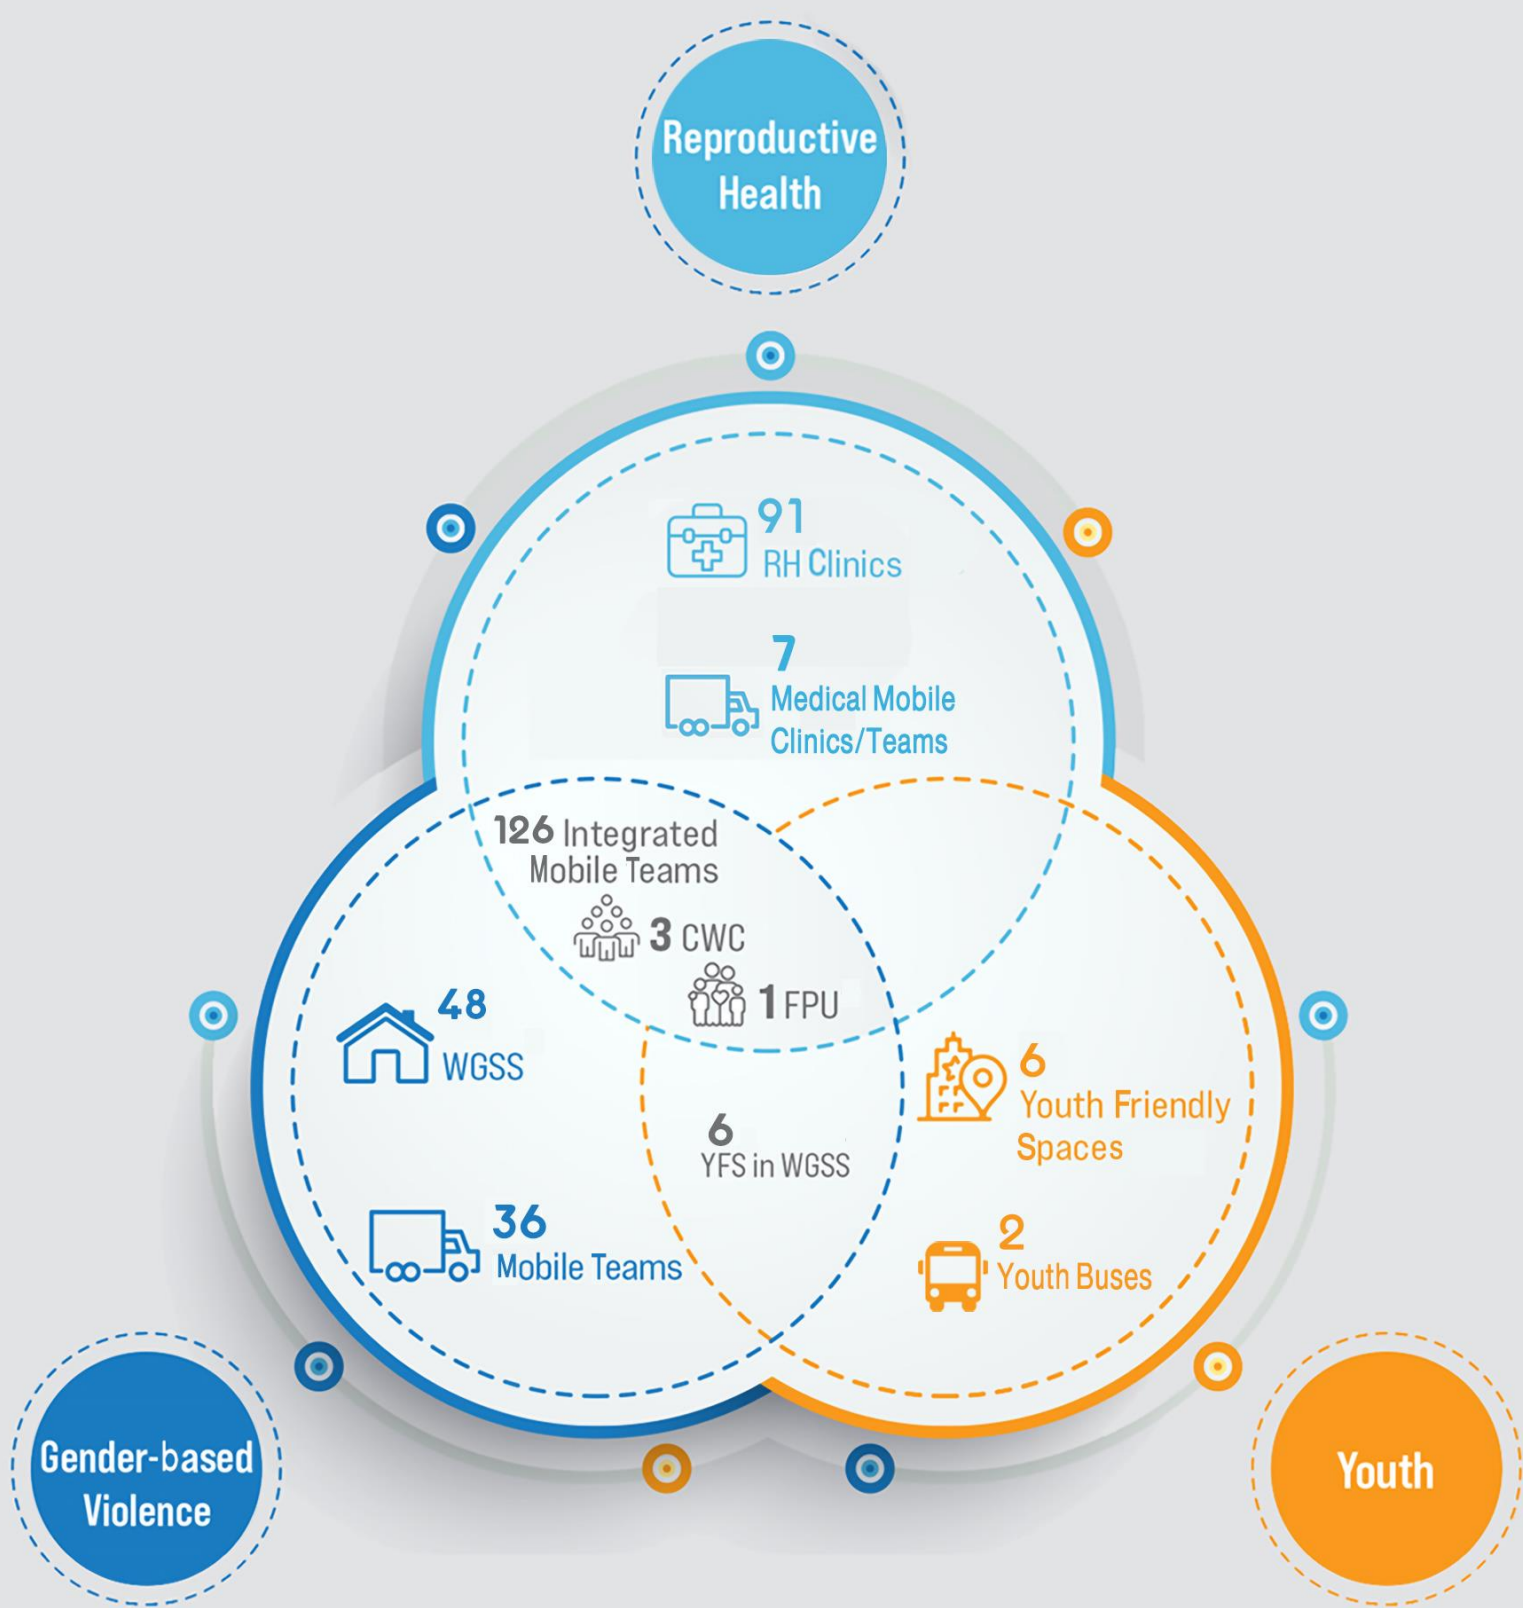 Reproductive
Health
91
RH Clinics
7
Medical Mobile
Clinics/Teams
126 Integrated
Mobile Teams
3 CWC
1 FPU
48
WGSS
36
Mobile Teams
6
YFS in WGSS
6
Youth Friendly
Spaces
2
Youth Buses
Gender-based
Violence
Youth